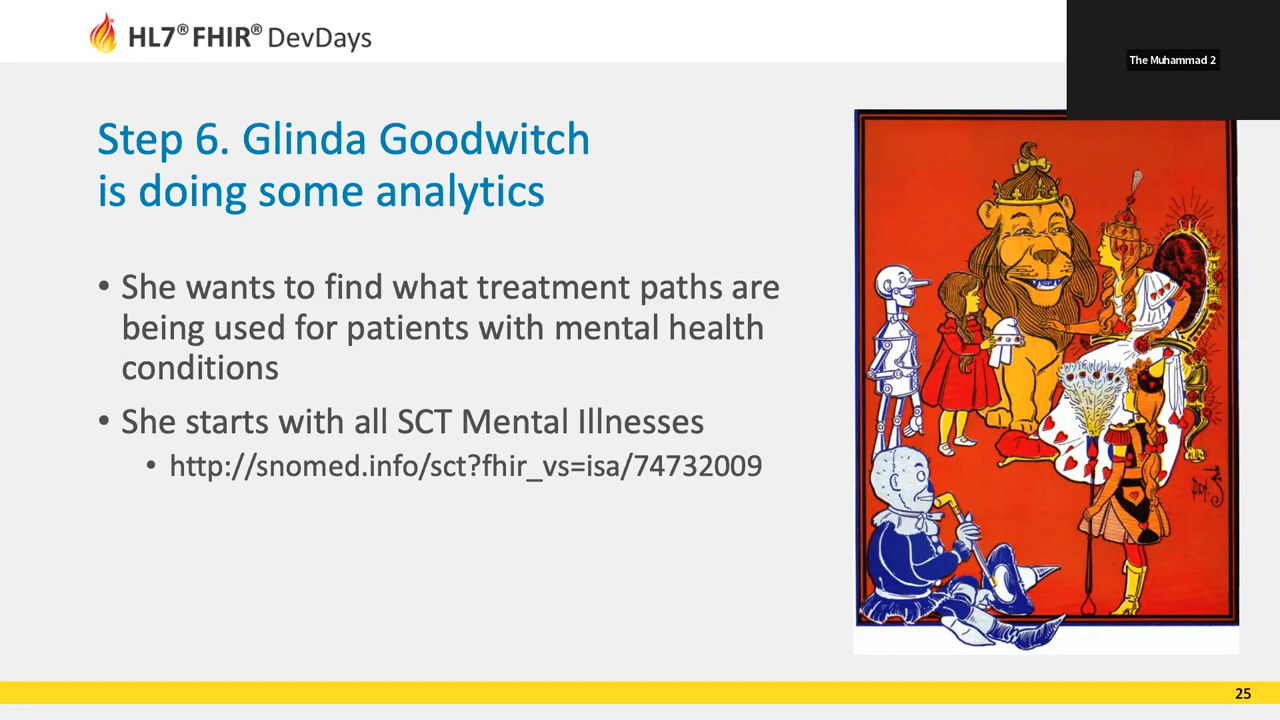 HL7® FHIR® DevDays
The Muhammad 2
Step 6. Glinda Goodwitch
is doing some analytics
• She wants to find what treatment paths are
being used for patients with mental health
conditions
• She starts with all SCT Mental Illnesses
• http://snomed.info/sct?fhir_vs=isa/74732009
25